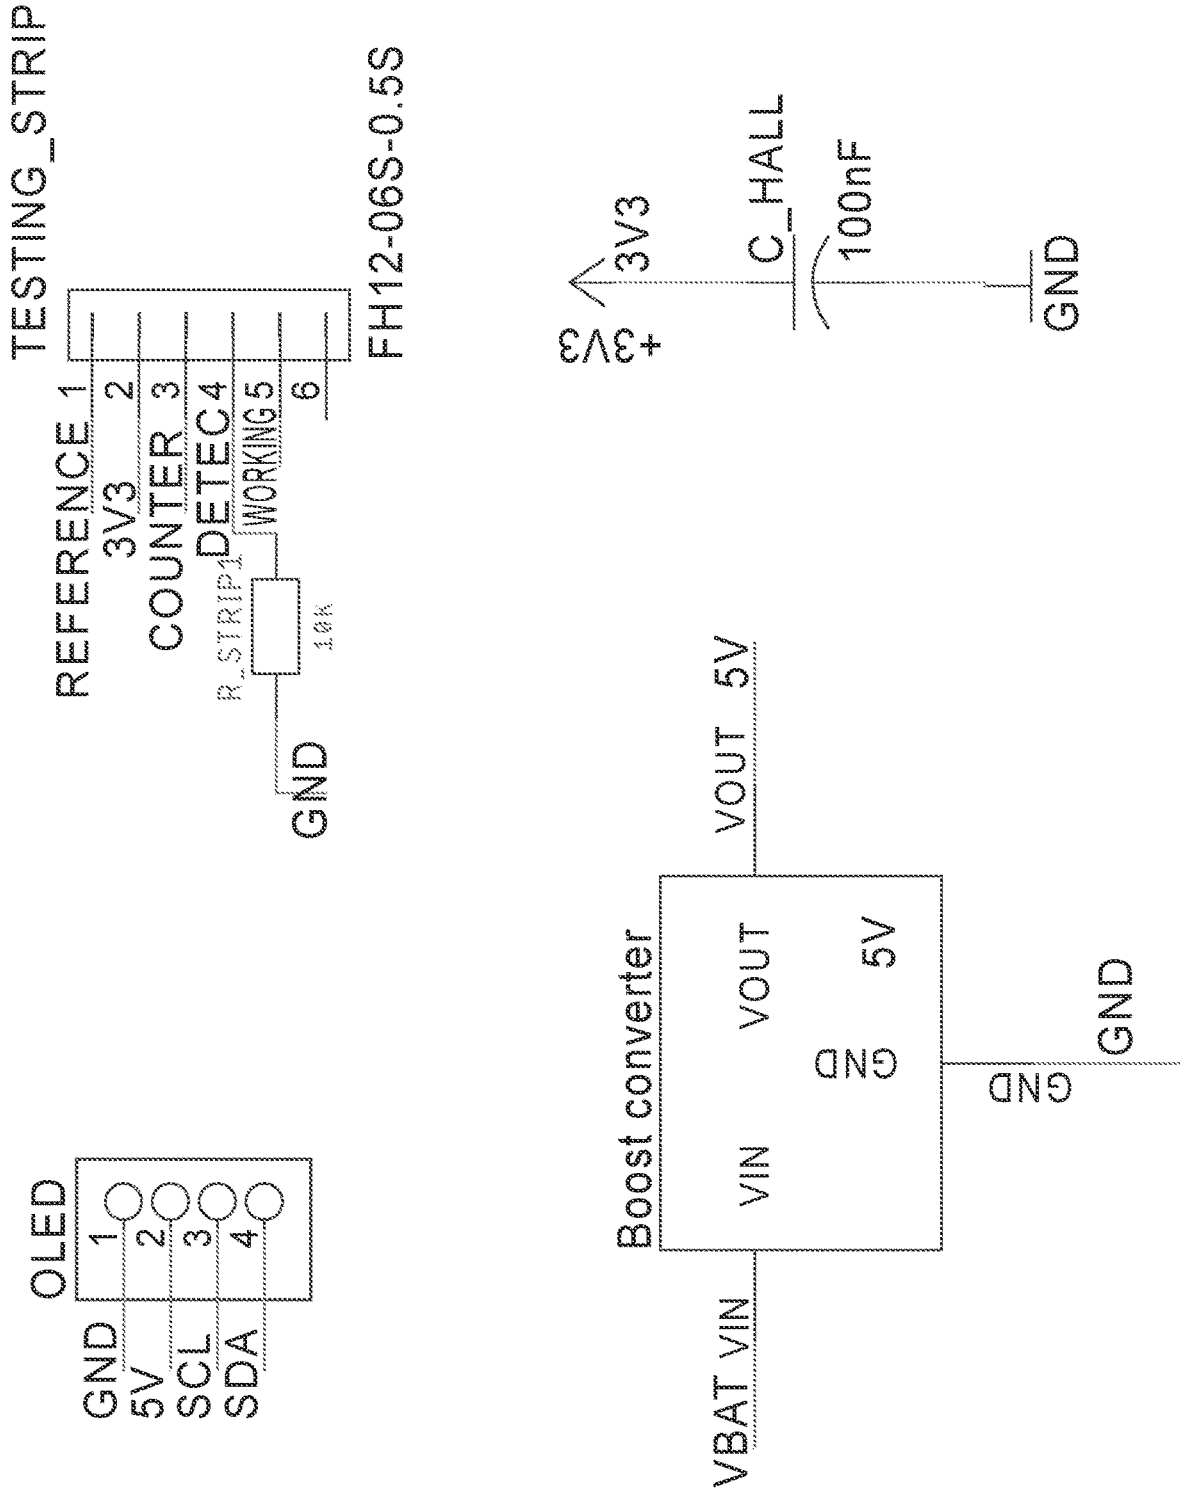 OLED
GND 1
5V 2
SCL 3
SDA 4
TESTING_STRIP
REFERENCE 1
3V3 2
COUNTER 3
DETEC 4
WORKING 5
6
R_STRIP1
10K
GND
FH12-06S-0.5S
Boost converter
VBAT VIN
VIN
VOUT
VOUT 5V
GND
5V
GND
GND
+3V3
3V3
C_HALL
100nF
GND